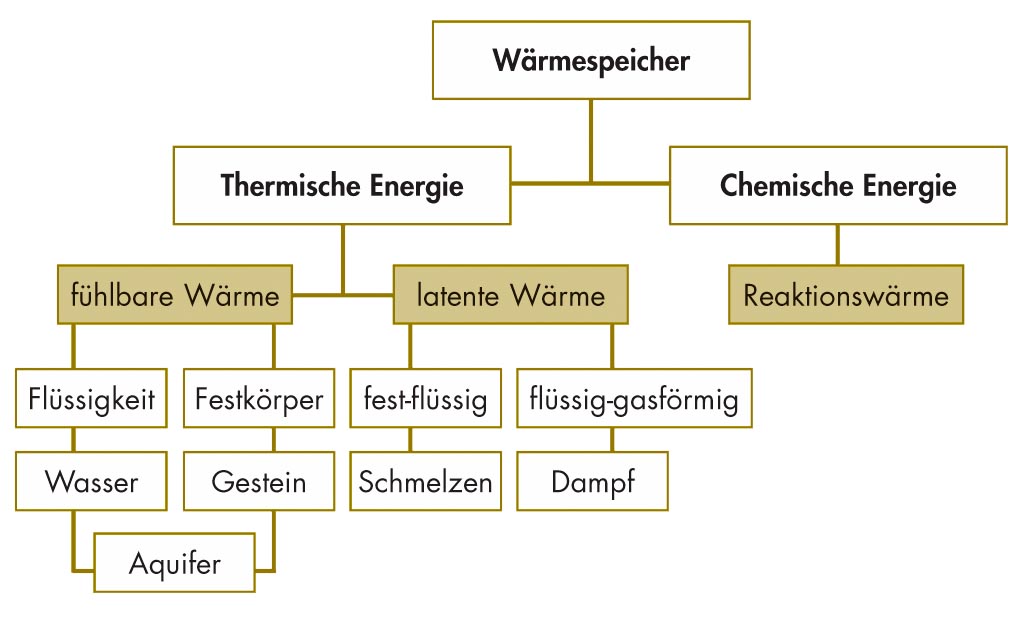 Wärmespeicher
Thermische Energie
Chemische Energie
fühlbare Wärme
latente Wärme
Reaktionswärme
Flüssigkeit
Festkörper
fest-flüssig
flüssig-gasförmig
Wasser
Gestein
Schmelzen
Dampf
Aquifer